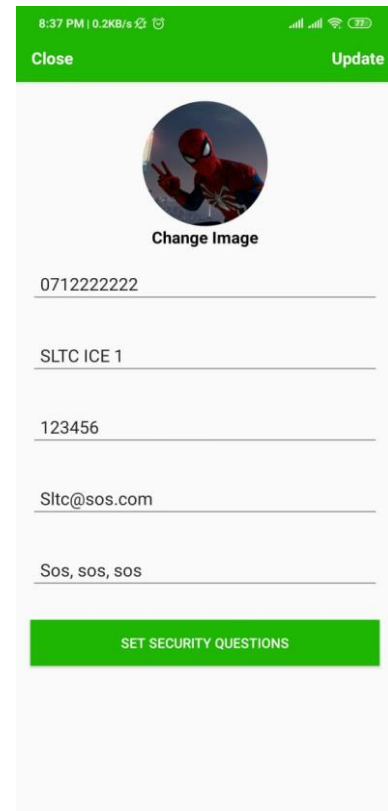 8:37 PM | 0.2KB/s
77
Close
Update
Change Image
0712222222
SLTC ICE 1
123456
Sltc@sos.com
Sos, sos, sos
SET SECURITY QUESTIONS